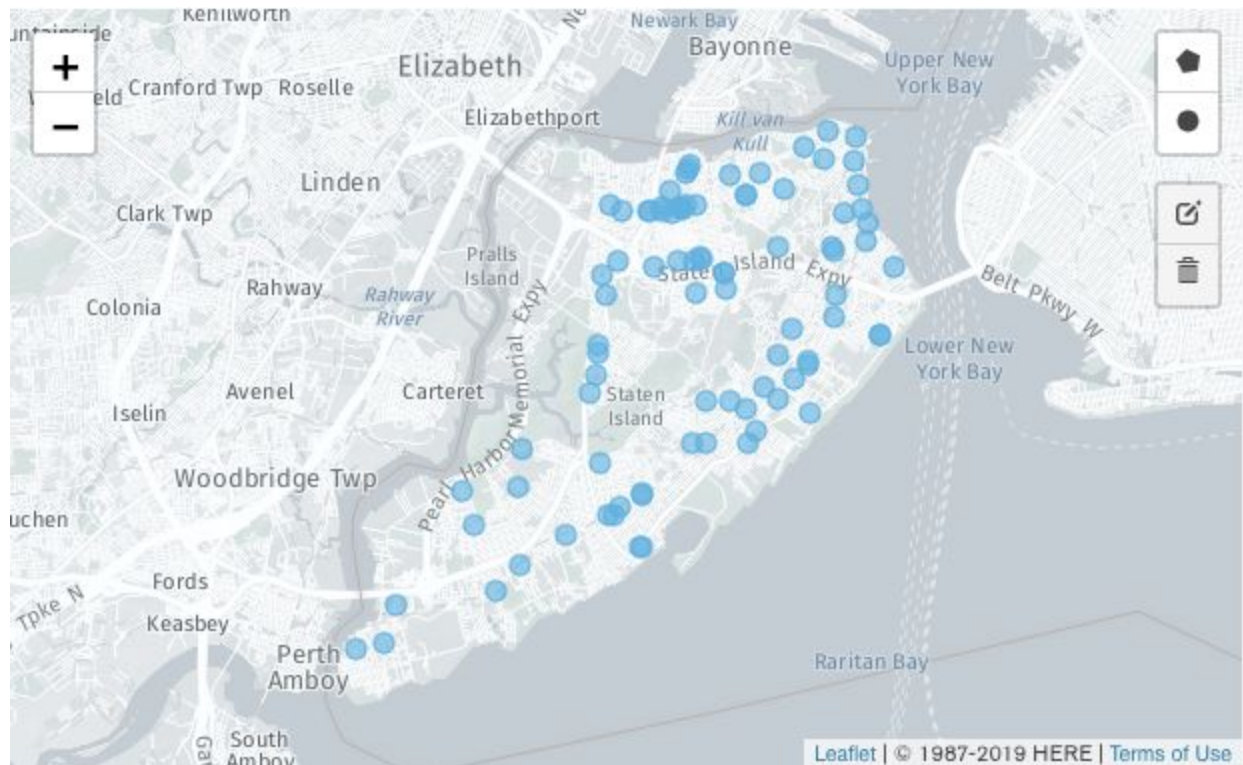 Kenilworth
Newark Bay
Bayonne
Elizabeth
Upper New
York Bay
+
Cranford Twp Roselle
−
Elizabethport
Kill van
Kull
Linden
Clark Twp
Pralls
Island
State Island Expy
Belt Pkwy W
Rahway
Rahway
River
Colonia
Pearl Harbor Memorial Expy
Lower New
York Bay
Avenel
Carteret
Staten
Island
Iselin
Woodbridge Twp
uchen
Fords
Tpke N
Keasbey
Perth
Amboy
Raritan Bay
South
Amboy
Leaflet | © 1987-2019 HERE | Terms of Use